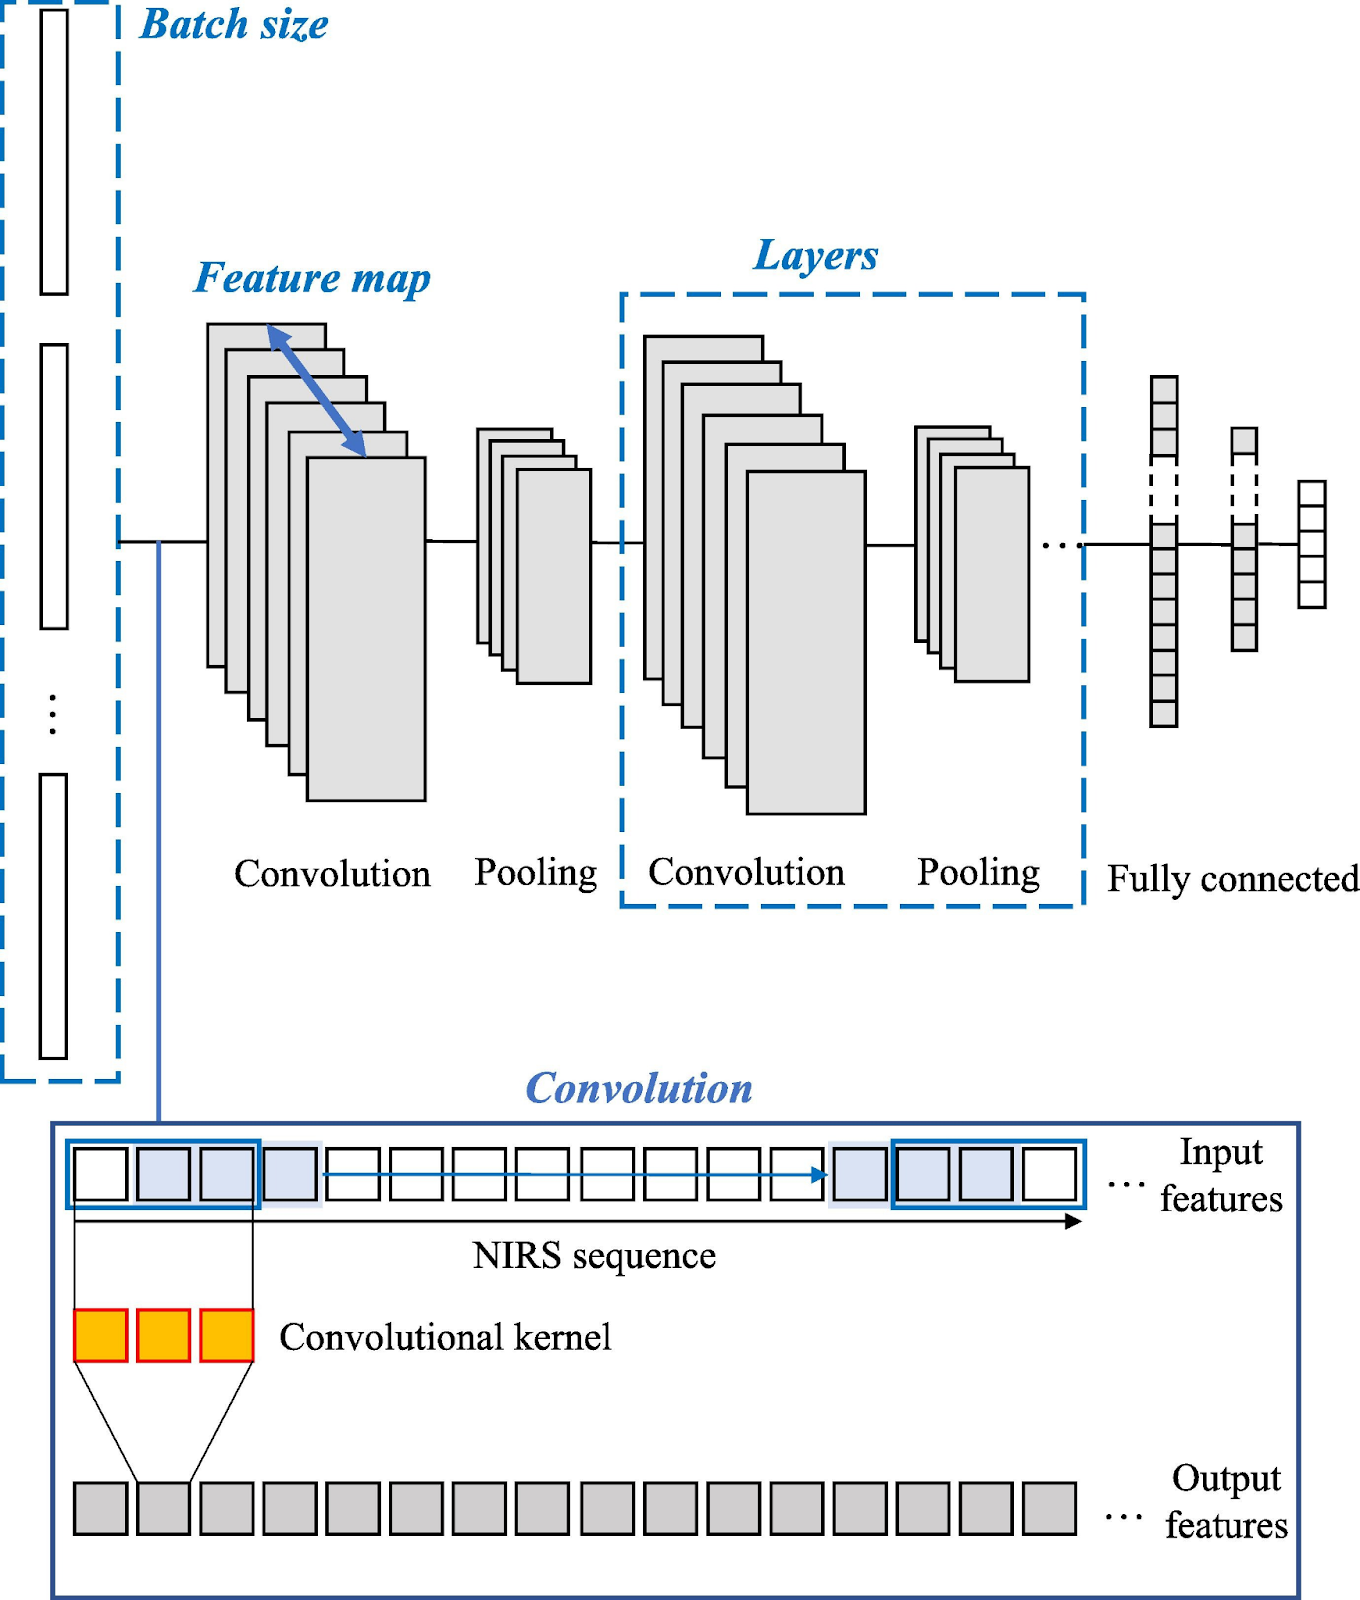 Batch size
Feature map
Layers
Convolution
Pooling
Convolution
Pooling
Fully connected
Convolution
Input
features
NIRS sequence
Convolutional kernel
Output
features